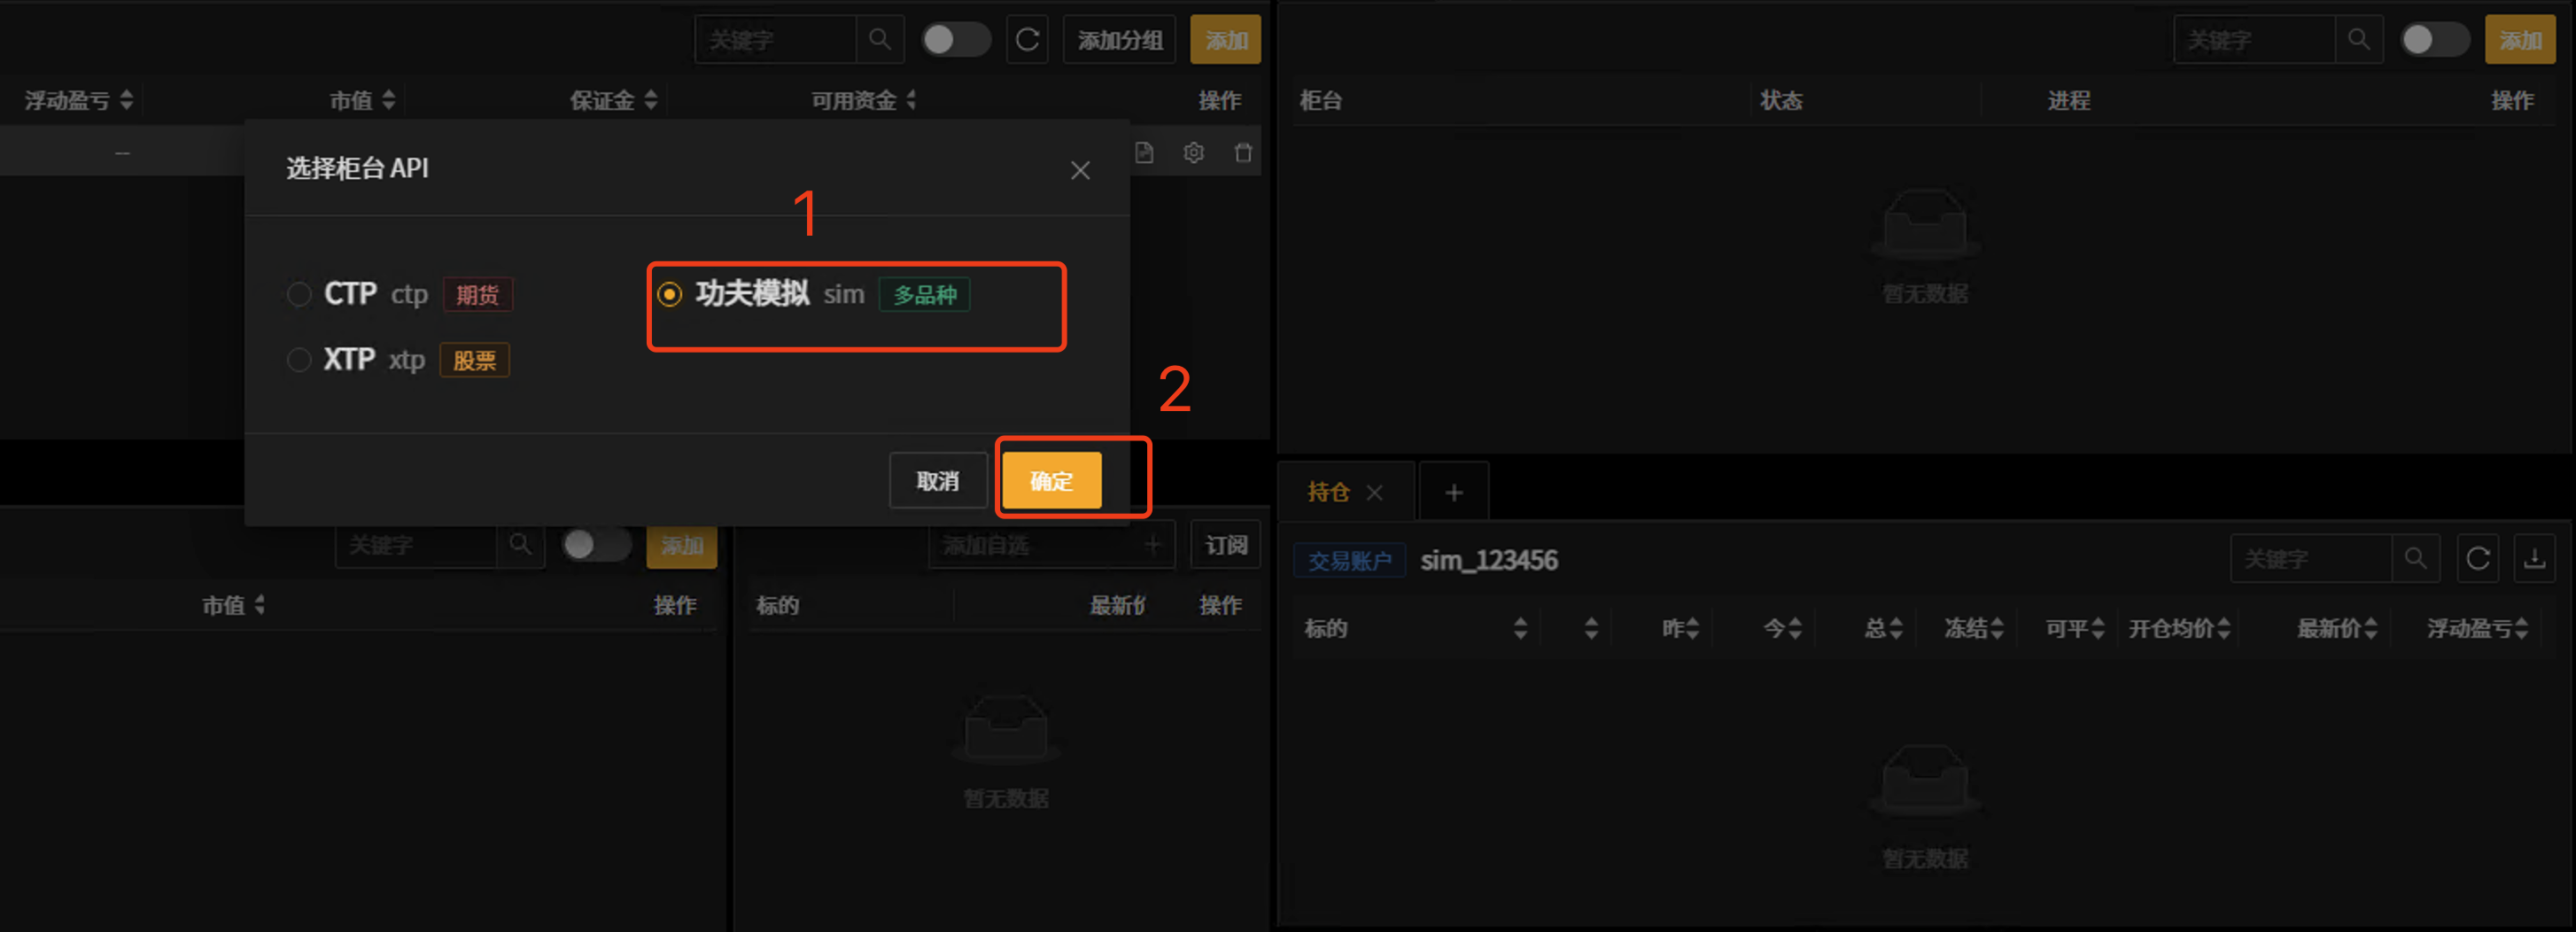 关键字
添加分组
添加
关键字
添加
浮动盈亏 市值 保证金 可用资金 操作
柜台 状态 进程 操作
--
选择柜台 API
1
CTP ctp 期货
功夫模拟 sim 多品种
XTP xtp 股票
2
取消
确定
暂无数据
持仓
关键字
添加
添加自选
订阅
交易账户 sim_123456
关键字
市值 操作
标的 最新价 操作
标的 昨 今 总 冻结 可平 开仓均价 最新价 浮动盈亏
暂无数据
暂无数据